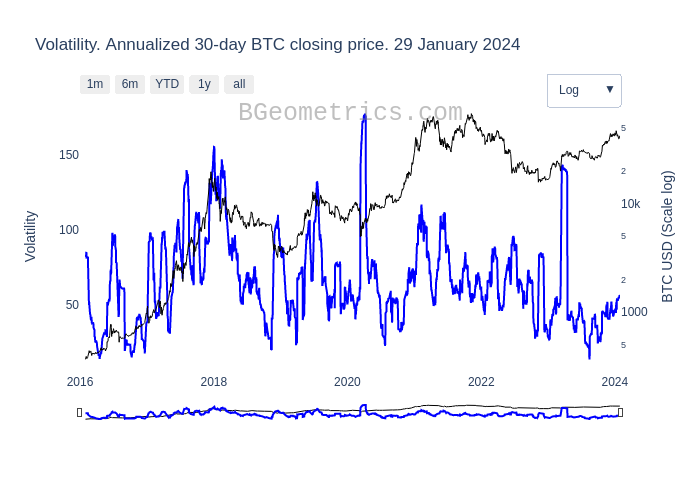 Volatility. Annualized 30-day BTC closing price. 29 January 2024
1m 6m YTD 1y all
Log ▼
BGeometrics.com
150
100
50
Volatility
5
2
10k
5
2
1000
5
BTC USD (Scale log)
2016 2018 2020 2022 2024